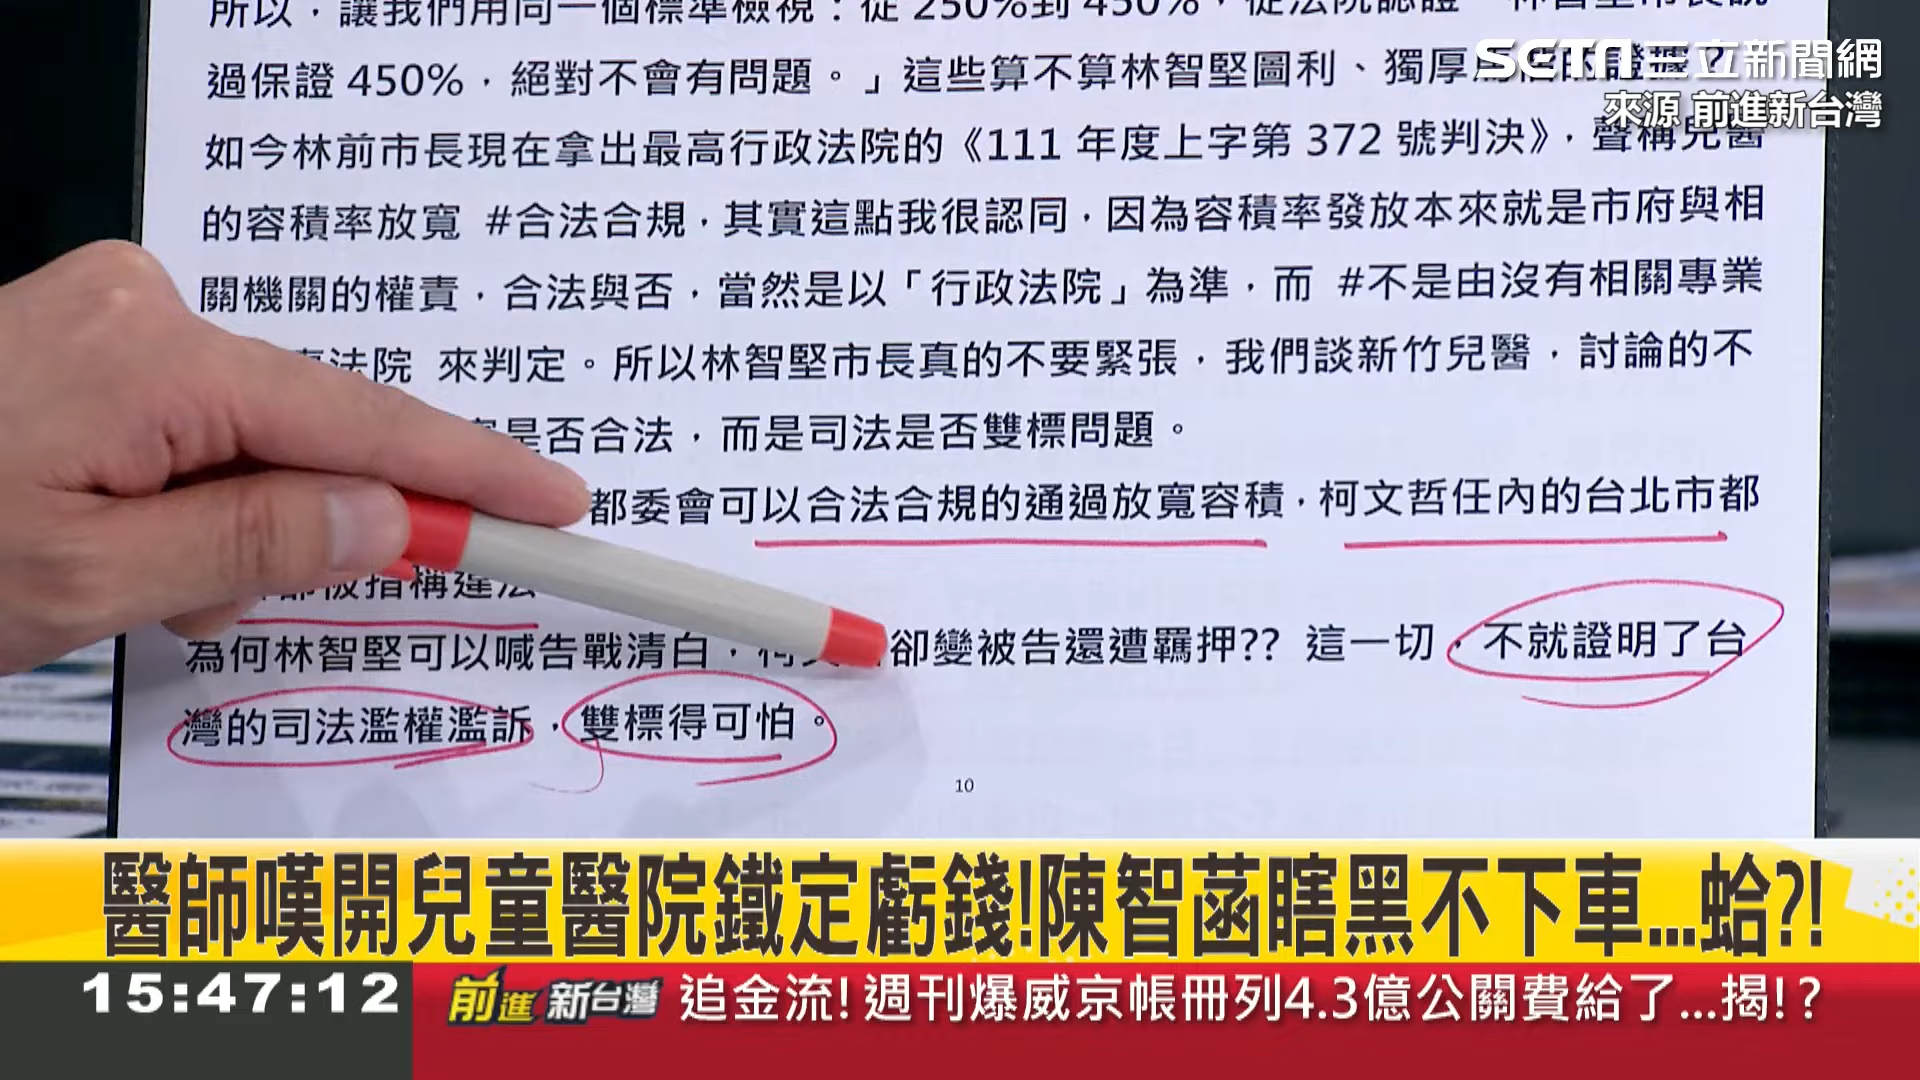 所以，讓我們用同一個標準檢視：從 250%到 450%，從法院認證 林智堅市長說
過保證 450%，絕對不會有問題。」這些算不算林智堅圖利、獨厚 的證據？
SETN三立新聞網
來源 前進新台灣
如今林前市長現在拿出最高行政法院的《111 年度上字第 372 號判決》，聲稱兒醫
的容積率放寬 #合法合規，其實這點我很認同，因為容積率發放本來就是市府與相
關機關的權責，合法與否，當然是以「行政法院」為準，而 #不是由沒有相關專業
法院 來判定。所以林智堅市長真的不要緊張，我們談新竹兒醫，討論的不
是否合法，而是司法是否雙標問題。
都委會可以合法合規的通過放寬容積，柯文哲任內的台北市都
被指稱違法
為何林智堅可以喊告戰清白，柯 卻變被告還遭羈押?? 這一切，不就證明了台
灣的司法濫權濫訴，雙標得可怕。
10
醫師嘆開兒童醫院鐵定虧錢!陳智菡瞎黑不下車...蛤?!
15:47:12
前進新台灣 追金流!週刊爆威京帳冊列4.3億公關費給了...揭!?